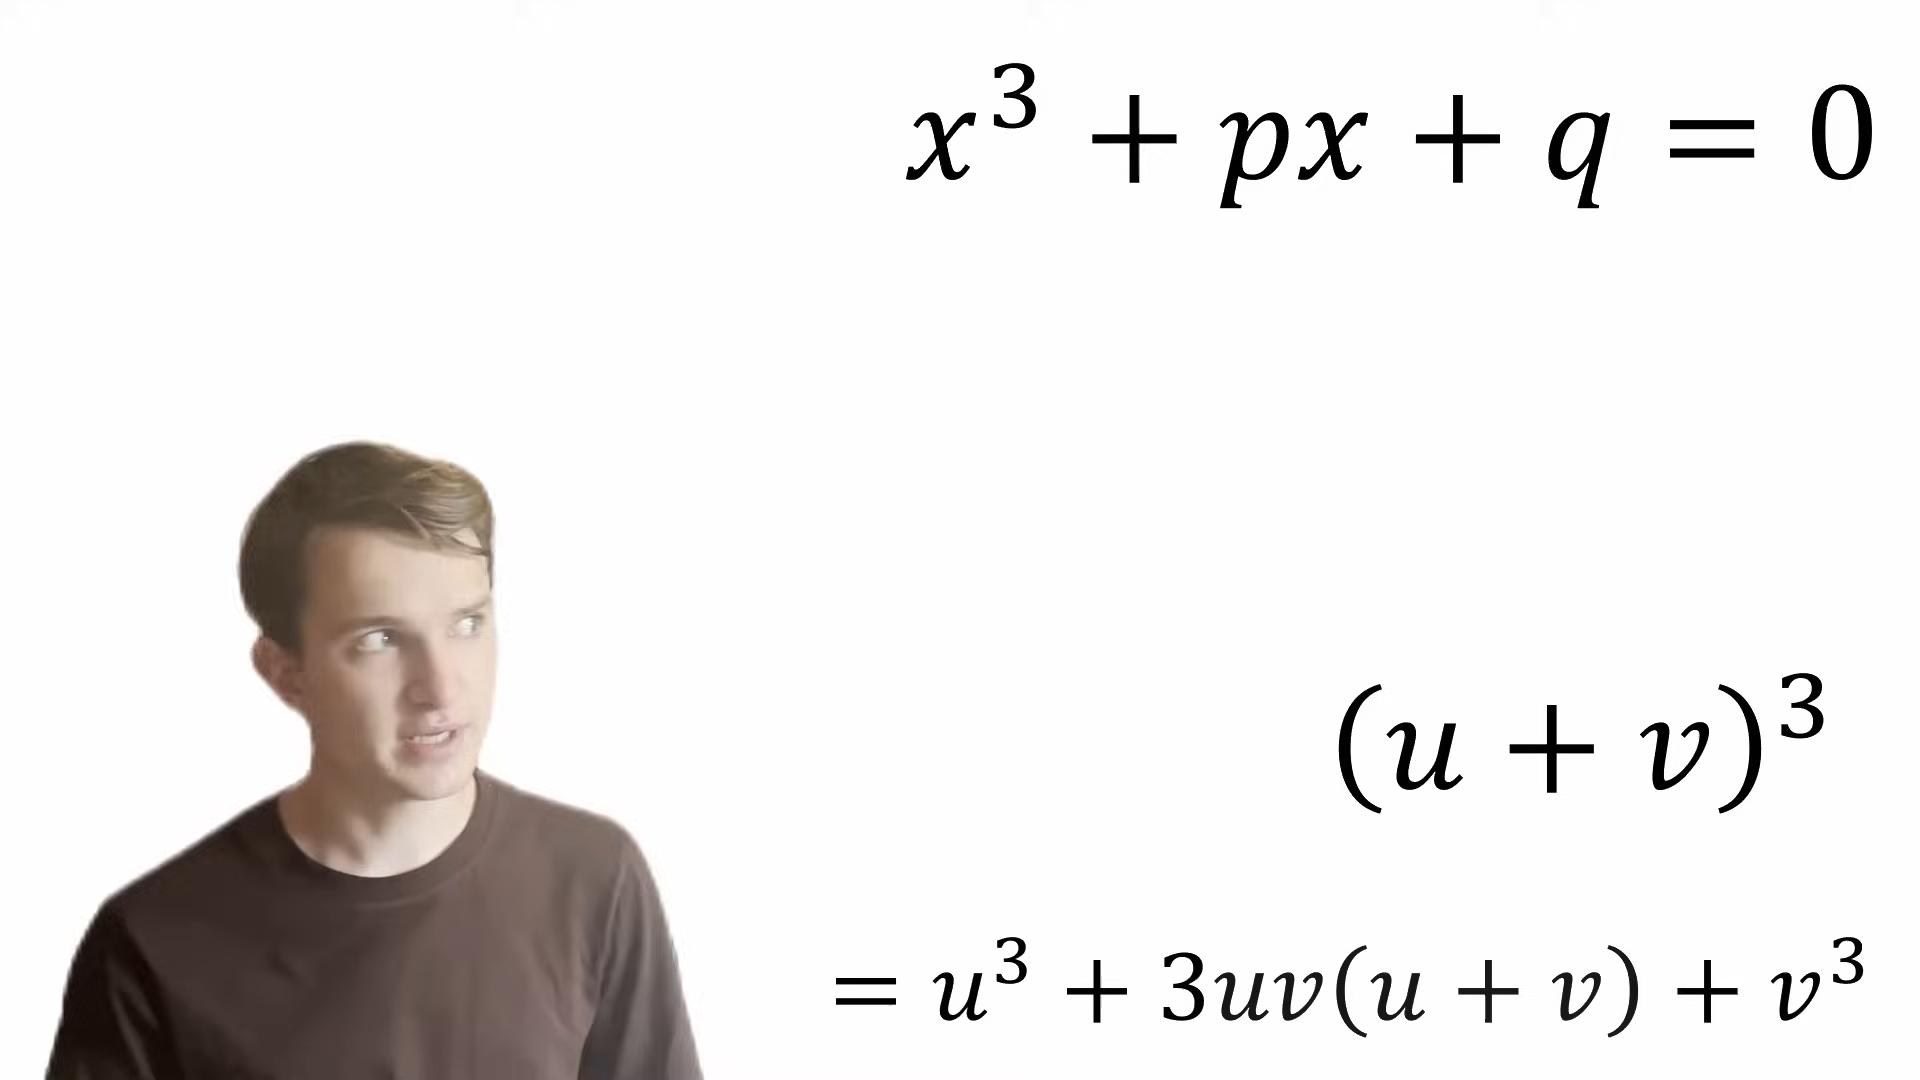 x³ + px + q = 0
(u + v)³
= u³ + 3uv(u + v) + v³